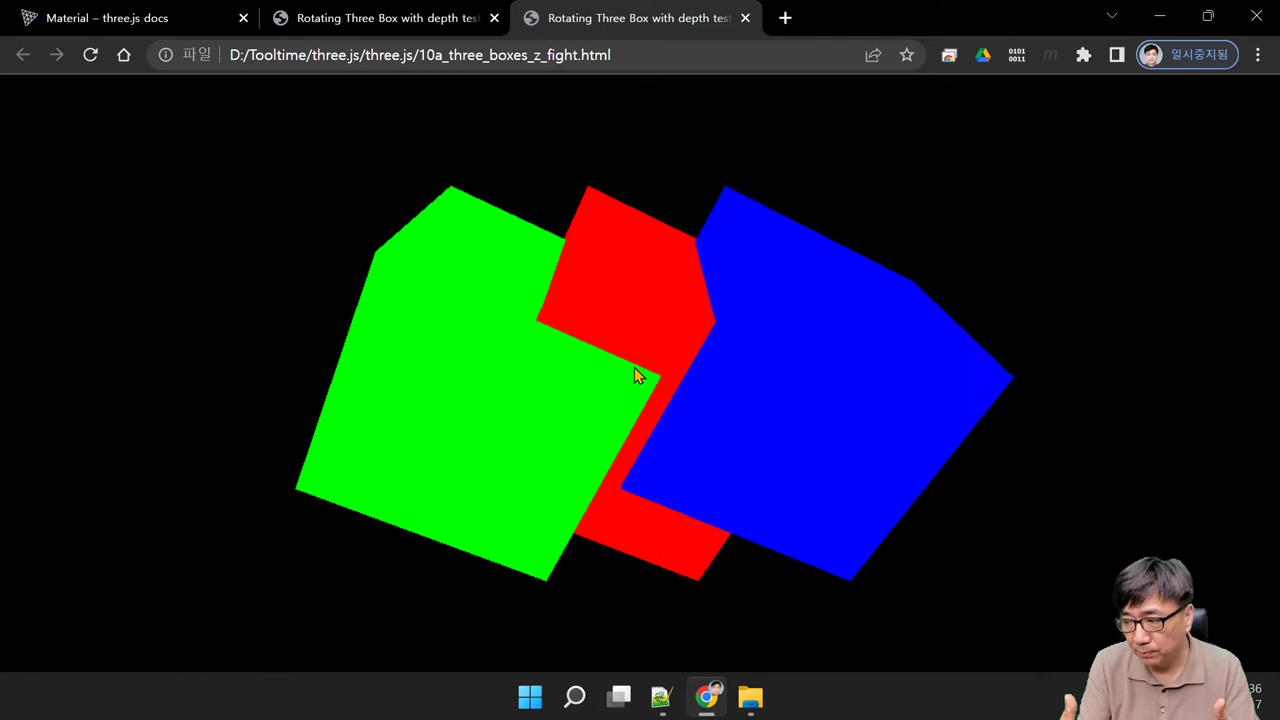 Material – three.js docs
Rotating Three Box with depth tes
Rotating Three Box with depth tes
파일
D:/Tooltime/three.js/three.js/10a_three_boxes_z_fight.html
0101
0011
m
일시중지됨
36
7